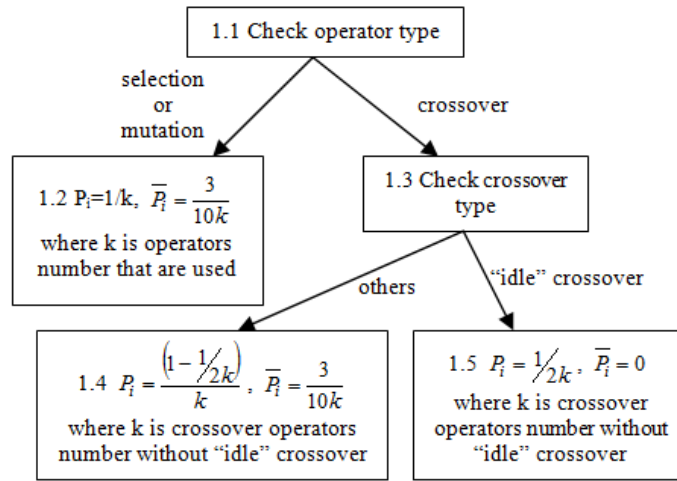 1.1 Check operator type
selection
or
mutation
crossover
1.2 Pᵢ=1/k, P̅ᵢ = 3/10k
where k is operators
number that are used
1.3 Check crossover
type
others
“idle” crossover
1.4 Pᵢ = (1 − 1/2k)/k , P̅ᵢ = 3/10k
where k is crossover operators
number without “idle” crossover
1.5 Pᵢ = 1/2k , P̅ᵢ = 0
where k is crossover
operators number without
“idle” crossover